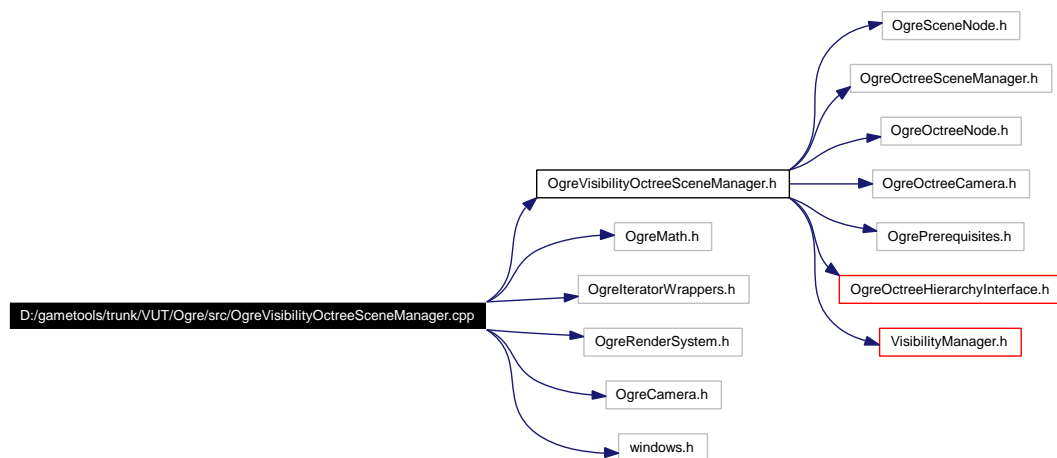 OgreSceneNode.h
OgreOctreeSceneManager.h
OgreOctreeNode.h
OgreVisibilityOctreeSceneManager.h
OgreOctreeCamera.h
OgreMath.h
OgrePrerequisites.h
OgreIteratorWrappers.h
OgreOctreeHierarchyInterface.h
D:/gametools/trunk/VUT/Ogre/src/OgreVisibilityOctreeSceneManager.cpp
OgreRenderSystem.h
VisibilityManager.h
OgreCamera.h
windows.h